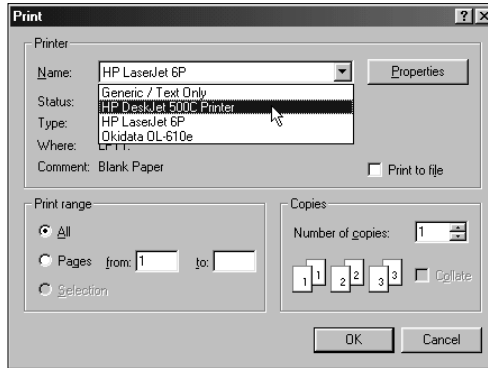 Print
Printer
Name: HP LaserJet 6P Properties
Generic / Text Only
Status: HP DeskJet 500C Printer
Type: HP LaserJet 6P
Okidata OL-610e
Where: LPT1:
Comment: Blank Paper Print to file
Print range Copies
All Number of copies: 1
Pages from: 1 to:
1 1 2 2 3 3 Collate
Selection
OK Cancel